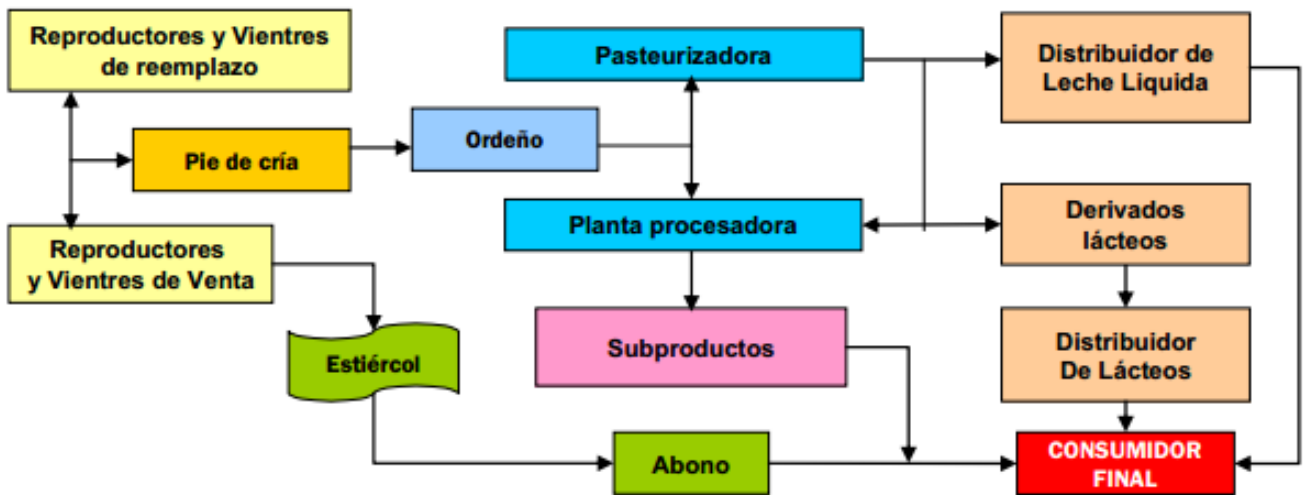 Reproductores y Vientres
de reemplazo
Pasteurizadora
Distribuidor de
Leche Liquida
Ordeño
Pie de cría
Planta procesadora
Derivados
lácteos
Reproductores
y Vientres de Venta
Estiércol
Subproductos
Distribuidor
De Lácteos
Abono
CONSUMIDOR
FINAL